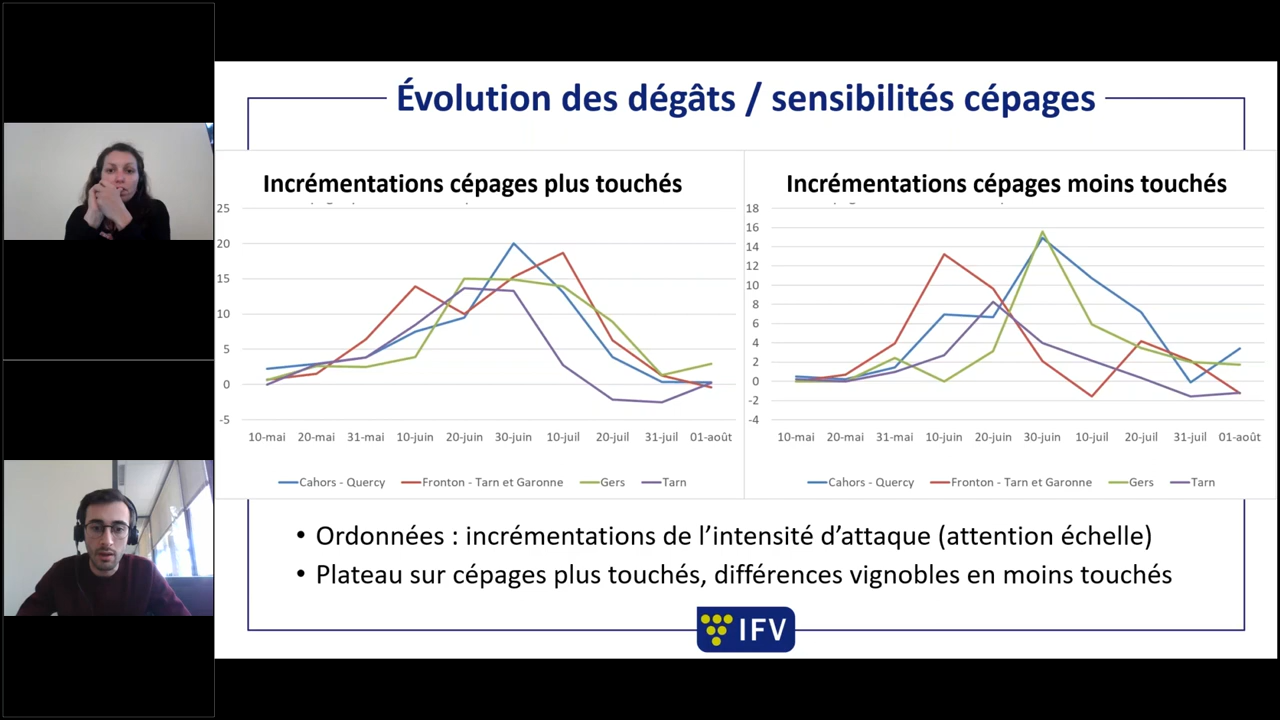 Évolution des dégâts / sensibilités cépages
Incrémentations cépages plus touchés
25
20
15
10
5
0
-5
10-mai 20-mai 31-mai 10-juin 20-juin 30-juin 10-juil 20-juil 31-juil 01-août
Cahors - Quercy Fronton - Tarn et Garonne Gers Tarn
Incrémentations cépages moins touchés
18
16
14
12
10
8
6
4
2
0
-2
-4
10-mai 20-mai 31-mai 10-juin 20-juin 30-juin 10-juil 20-juil 31-juil 01-août
Cahors - Quercy Fronton - Tarn et Garonne Gers Tarn
• Ordonnées : incrémentations de l’intensité d’attaque (attention échelle)
• Plateau sur cépages plus touchés, différences vignobles en moins touchés
IFV